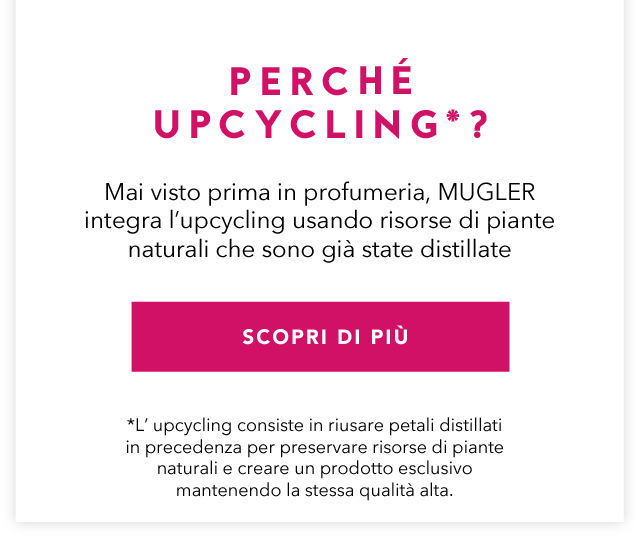 PERCHÉ
UPCYCLING*?
Mai visto prima in profumeria, MUGLER
integra l’upcycling usando risorse di piante
naturali che sono già state distillate
SCOPRI DI PIÙ
*L’ upcycling consiste in riusare petali distillati
in precedenza per preservare risorse di piante
naturali e creare un prodotto esclusivo
mantenendo la stessa qualità alta.